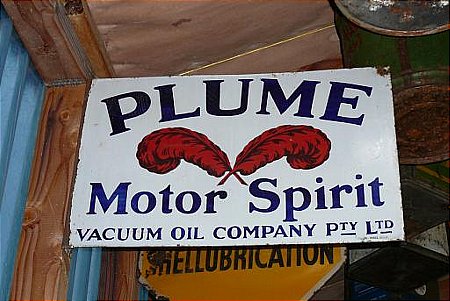 PLUME
Motor Spirit
VACUUM OIL COMPANY PTY LTD
SHELLUBRICATION